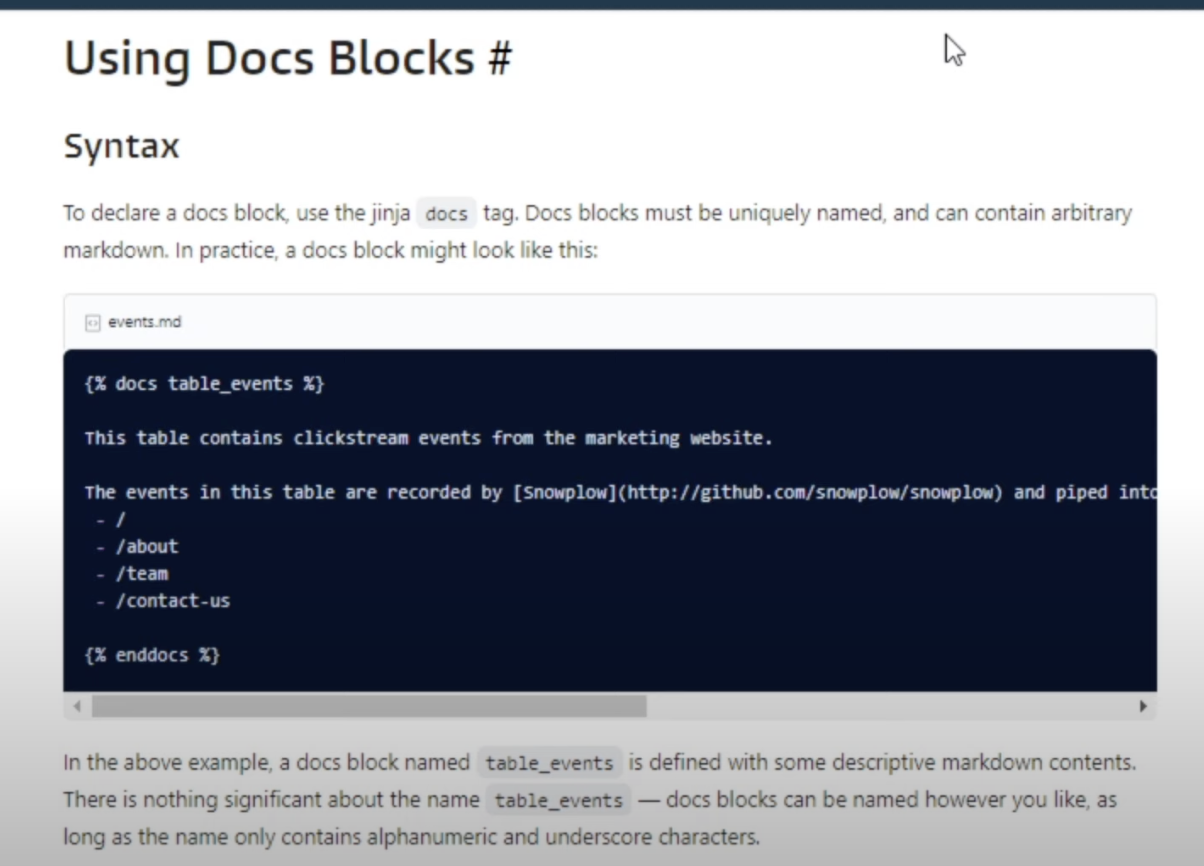 Using Docs Blocks #
Syntax
To declare a docs block, use the jinja docs tag. Docs blocks must be uniquely named, and can contain arbitrary
markdown. In practice, a docs block might look like this:
events.md
{% docs table_events %}
This table contains clickstream events from the marketing website.
The events in this table are recorded by [Snowplow](http://github.com/snowplow/snowplow) and piped into
- /
- /about
- /team
- /contact-us
{% enddocs %}
In the above example, a docs block named table_events is defined with some descriptive markdown contents.
There is nothing significant about the name table_events — docs blocks can be named however you like, as
long as the name only contains alphanumeric and underscore characters.